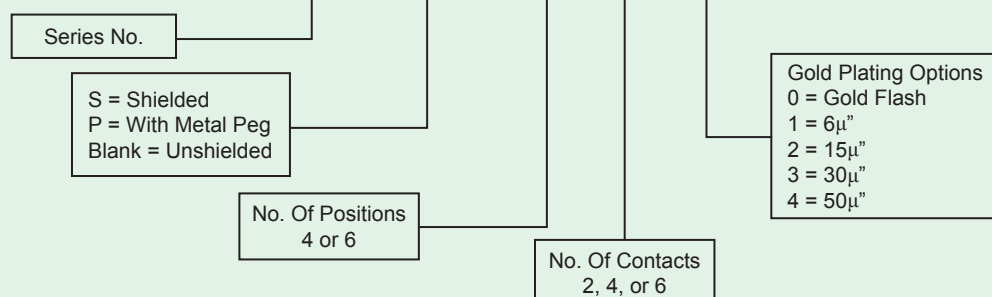 Series No.
S = Shielded
P = With Metal Peg
Blank = Unshielded
No. Of Positions
4 or 6
No. Of Contacts
2, 4, or 6
Gold Plating Options
0 = Gold Flash
1 = 6μ”
2 = 15μ”
3 = 30μ”
4 = 50μ”